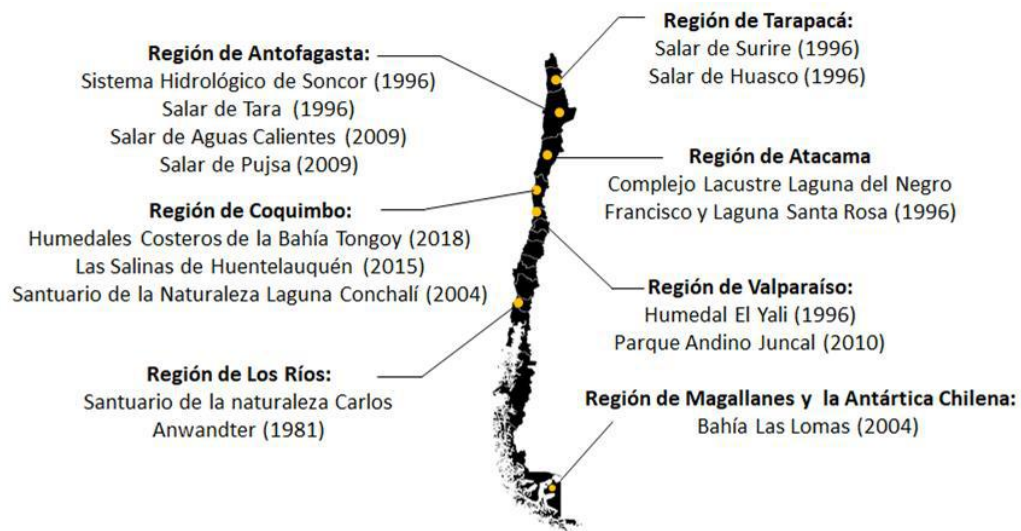 Región de Tarapacá:
Salar de Surire (1996)
Salar de Huasco (1996)
Región de Antofagasta:
Sistema Hidrológico de Soncor (1996)
Salar de Tara (1996)
Salar de Aguas Calientes (2009)
Salar de Pujsa (2009)
Región de Atacama
Complejo Lacustre Laguna del Negro
Francisco y Laguna Santa Rosa (1996)
Región de Coquimbo:
Humedales Costeros de la Bahía Tongoy (2018)
Las Salinas de Huentelauquén (2015)
Santuario de la Naturaleza Laguna Conchalí (2004)
Región de Valparaíso:
Humedal El Yali (1996)
Parque Andino Juncal (2010)
Región de Los Ríos:
Santuario de la naturaleza Carlos
Anwandter (1981)
Región de Magallanes y la Antártica Chilena:
Bahía Las Lomas (2004)